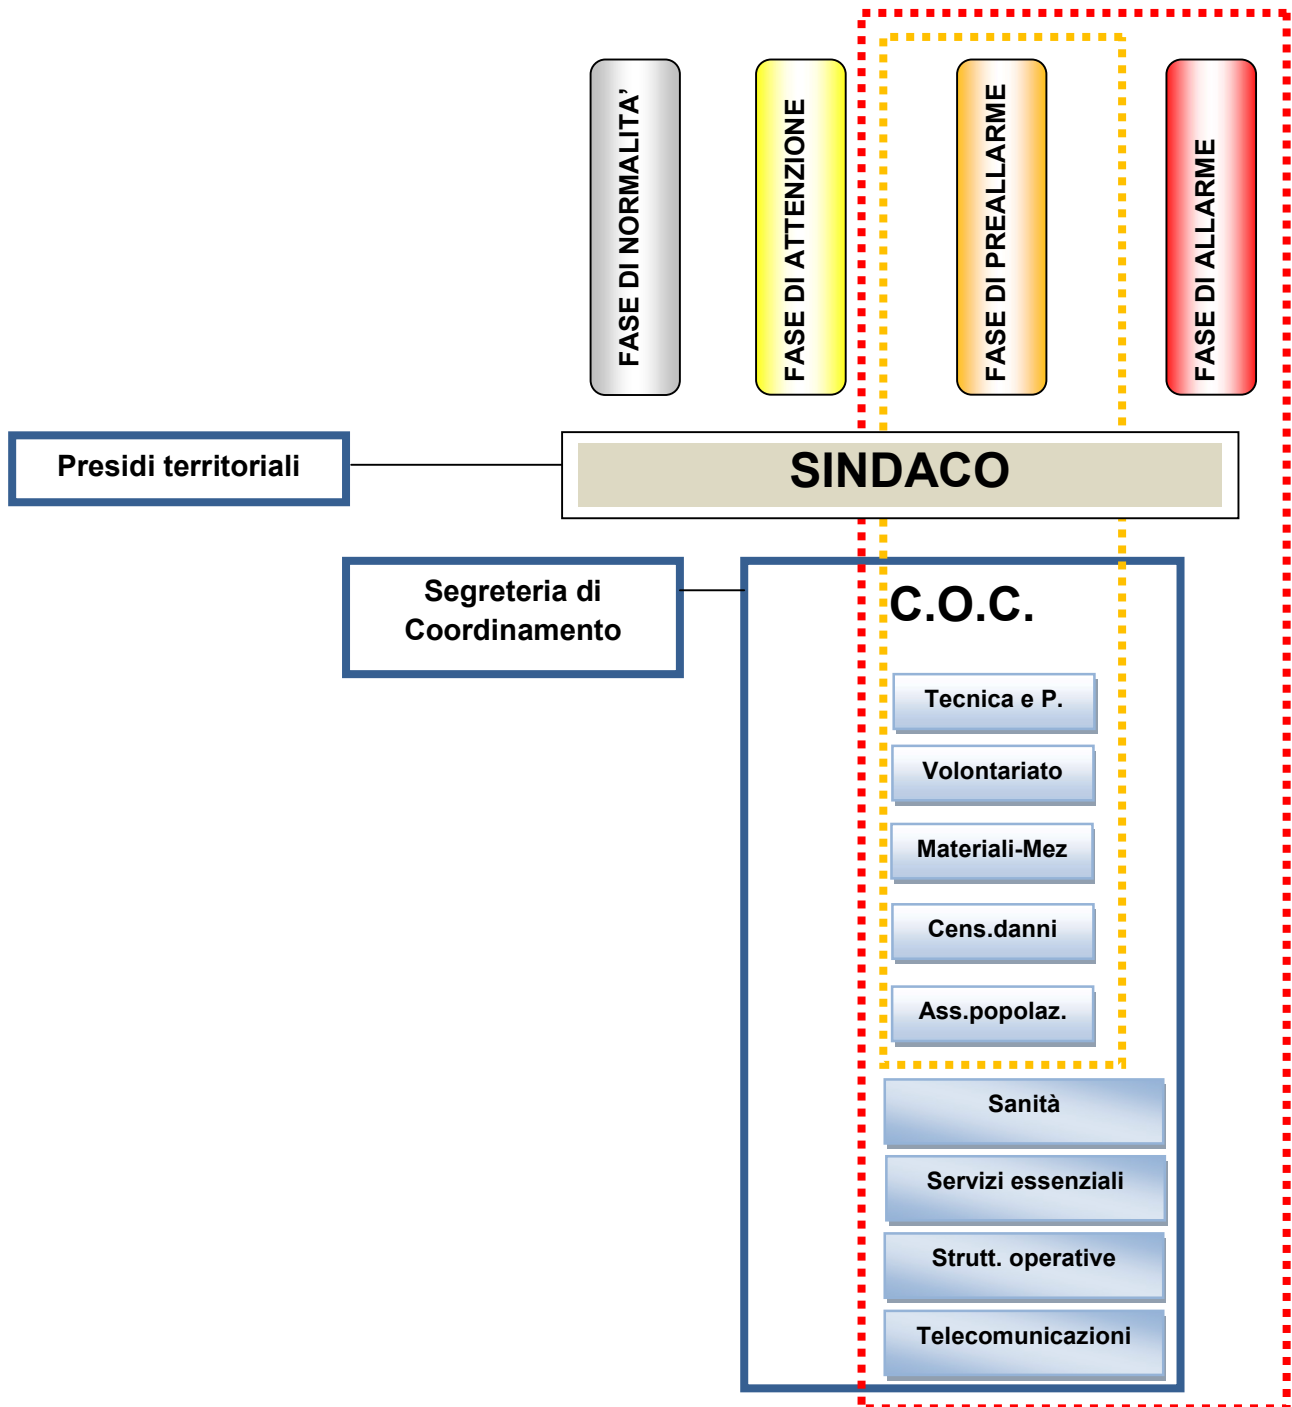 FASE DI NORMALITA’
FASE DI ATTENZIONE
FASE DI PREALLARME
FASE DI ALLARME
Presidi territoriali
SINDACO
Segreteria di
Coordinamento
C.O.C.
Tecnica e P.
Volontariato
Materiali-Mez
Cens.danni
Ass.popolaz.
Sanità
Servizi essenziali
Strutt. operative
Telecomunicazioni